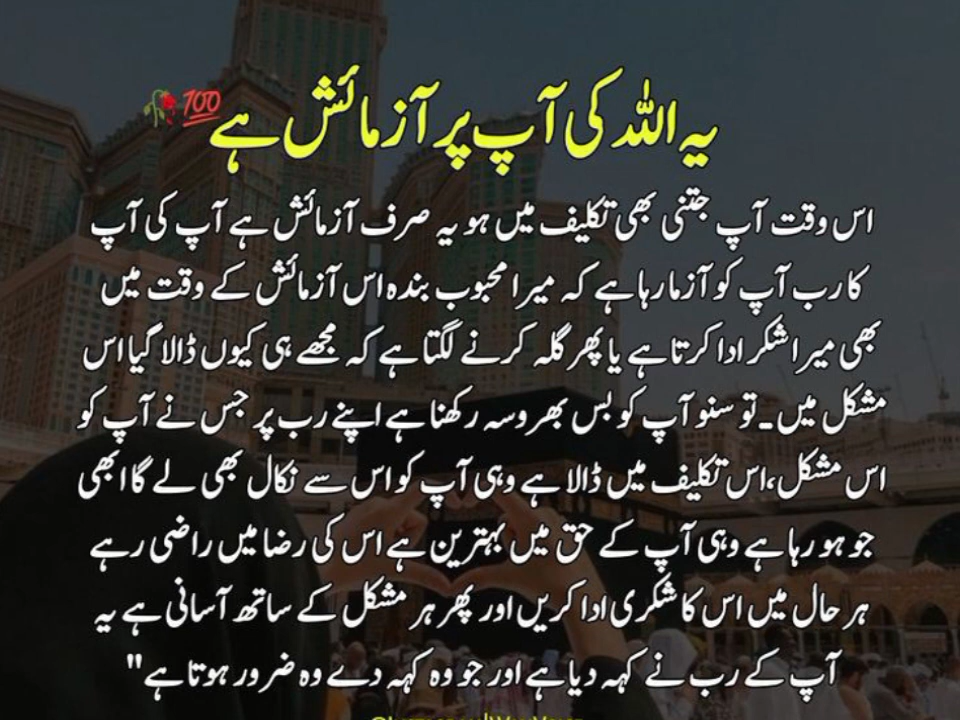 یہ اللہ کی آپ پر آزمائش ہے 💯🥀
اس وقت آپ جتنی بھی تکلیف میں ہو یہ صرف آزمائش ہے آپ کی آپ
کا رب آپ کو آزما رہا ہے کہ میرا محبوب بندہ اس آزمائش کے وقت میں
بھی میرا شکر ادا کرتا ہے یا پھر گلہ کرنے لگتا ہے کہ مجھے ہی کیوں ڈالا گیا اس
مشکل میں۔ تو سنو آپ کو بس بھروسہ رکھنا ہے اپنے رب پر جس نے آپ کو
اس مشکل،اس تکلیف میں ڈالا ہے وہی آپ کو اس سے نکال بھی لے گا ابھی
جو ہو رہا ہے وہی آپ کے حق میں بہترین ہے اس کی رضا میں راضی رہے
ہر حال میں اس کا شکری ادا کریں اور پھر ہر مشکل کے ساتھ آسانی ہے یہ
آپ کے رب نے کہہ دیا ہے اور جو وہ کہہ دے وہ ضرور ہوتا ہے"